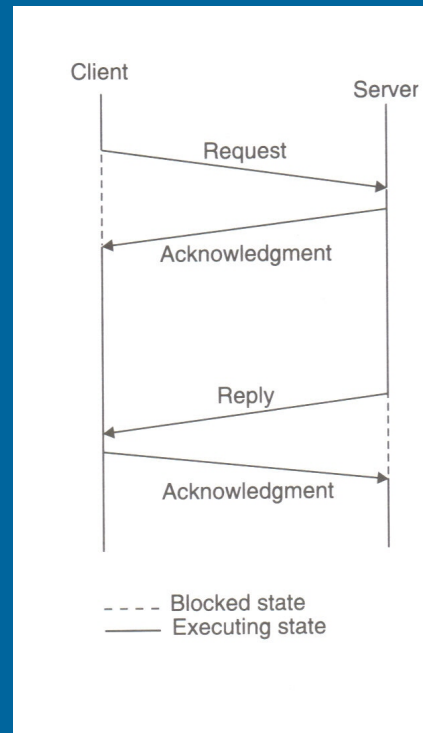 Client
Server
Request
Acknowledgment
Reply
Acknowledgment
Blocked state
Executing state